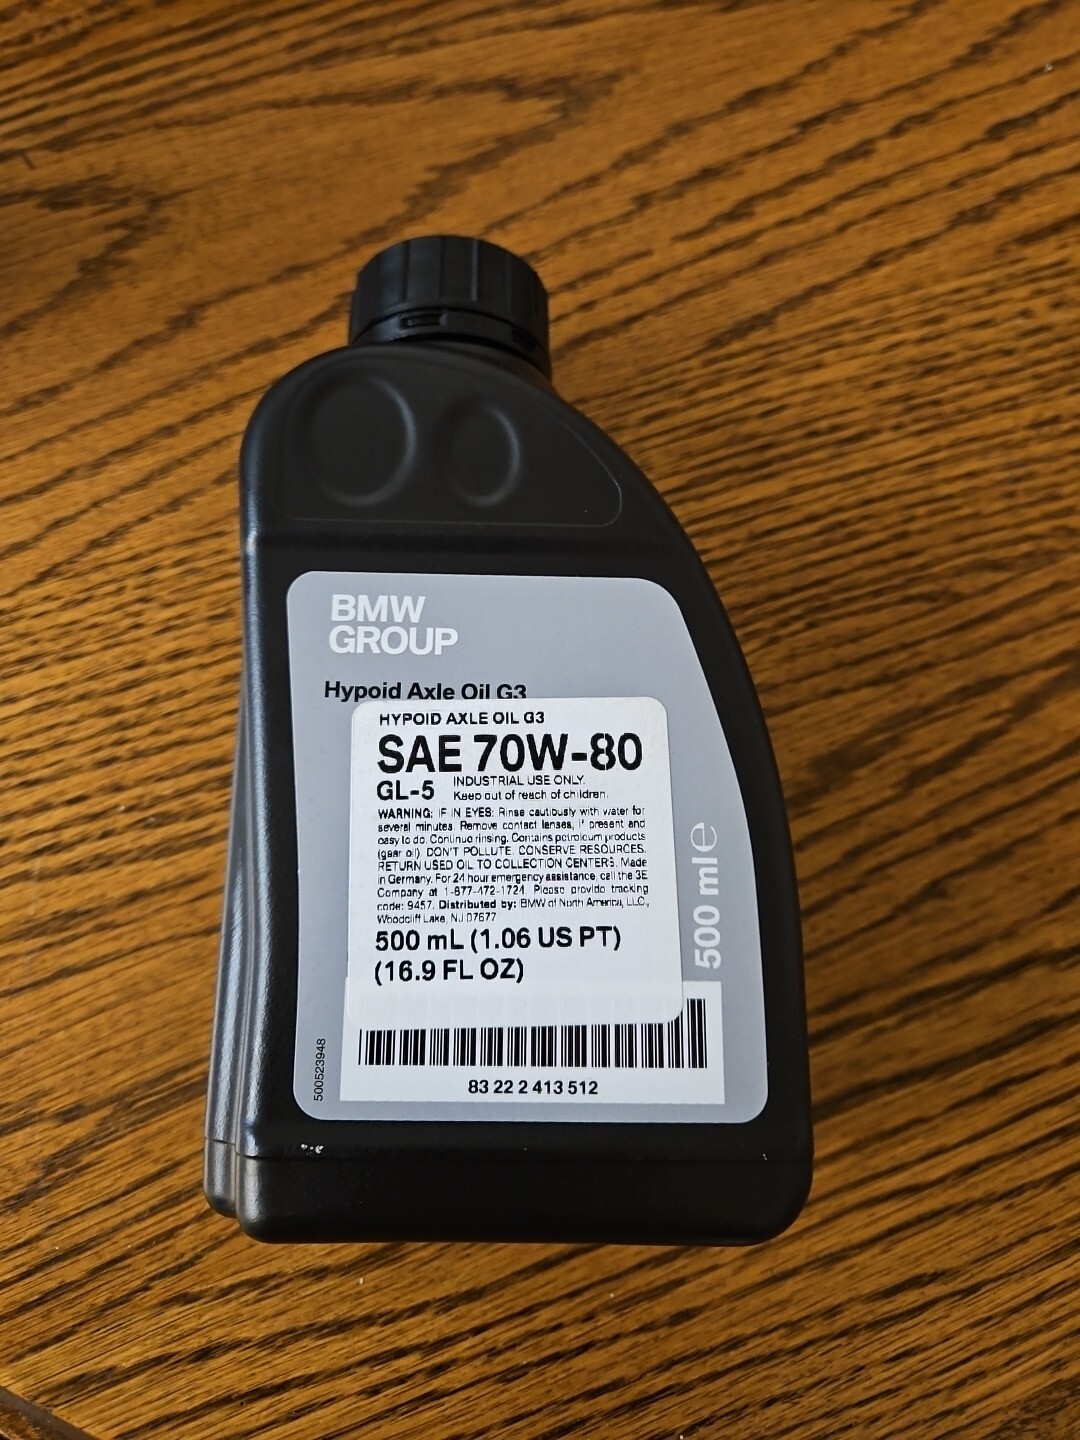 BMW
GROUP
Hypoid Axle Oil G3
HYPOID AXLE OIL G3
SAE 70W-80
GL-5 INDUSTRIAL USE ONLY.
Keep out of reach of children.
WARNING: IF IN EYES: Rinse cautiously with water for
several minutes. Remove contact lenses, if present and
easy to do. Continue rinsing. Contains petroleum products
(gear oil). DON'T POLLUTE. CONSERVE RESOURCES.
RETURN USED OIL TO COLLECTION CENTERS. Made
in Germany. For 24 hour emergency assistance, call the 3E
Company at 1-877-472-1724. Please provide tracking
code: 9457. Distributed by: BMW of North America, LLC.,
Woodcliff Lake, NJ 07677
500 mL (1.06 US PT)
(16.9 FL OZ)
500 ml ℮
83 22 2 413 512
500523948